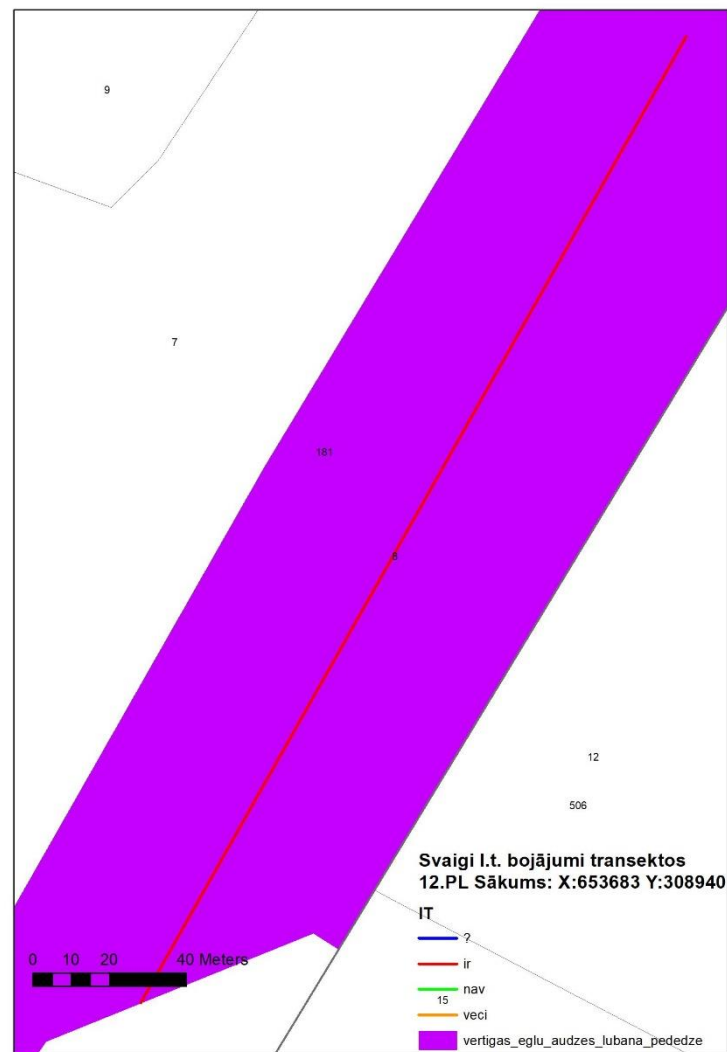 9
7
181
8
12
506
Svaigi I.t. bojājumi transektos
12.PL Sākums: X:653683 Y:308940
IT
?
ir
nav
15
veci
vertigas_eglu_audzes_lubana_pededze
0 10 20 40 Meters